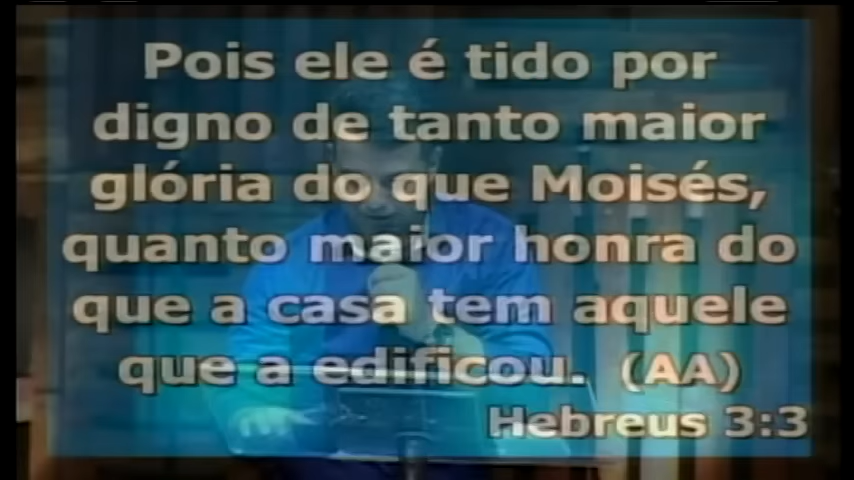 Pois ele é tido por
digno de tanto maior
glória do que Moisés,
quanto maior honra do
que a casa tem aquele
que a edificou. (AA)
Hebreus 3:3